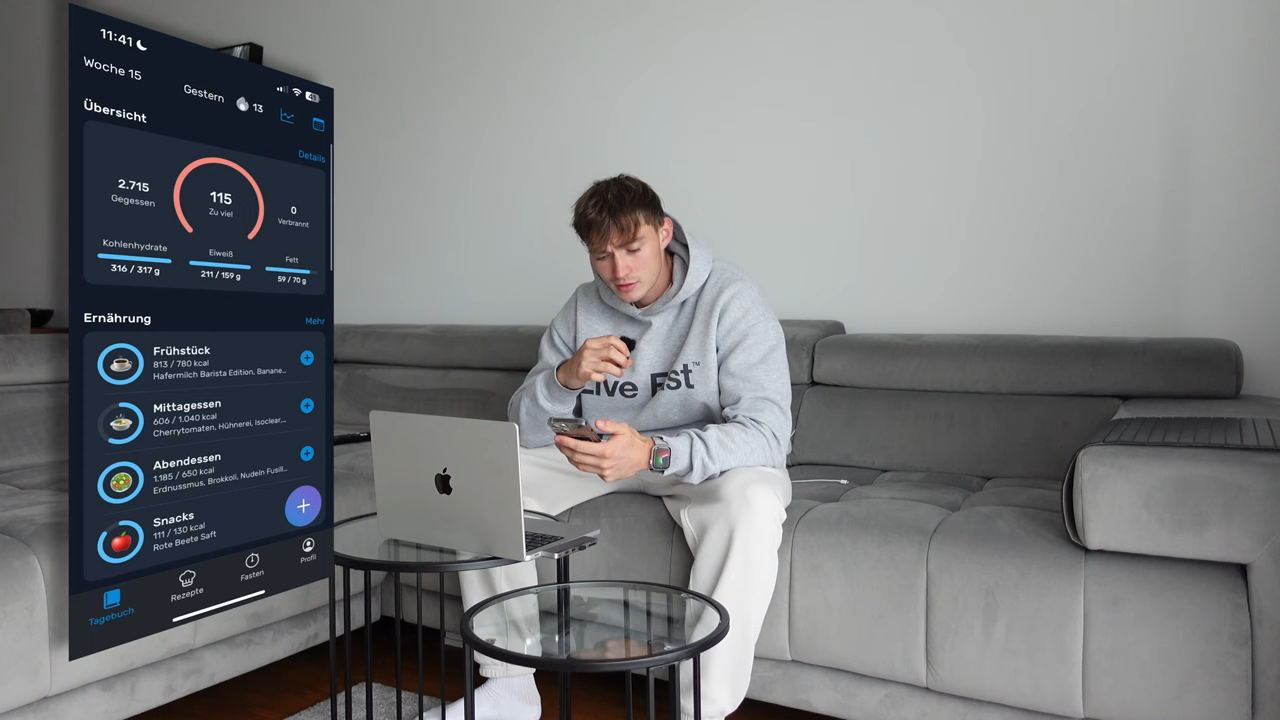 11:41
41
Woche 15
Gestern
13
Übersicht
Details
2.715
Gegessen
115
Zu viel
0
Verbrannt
Kohlenhydrate
316 / 317 g
Eiweiß
211 / 159 g
Fett
59 / 70 g
Ernährung
Mehr
Frühstück
813 / 780 kcal
Hafermilch Barista Edition, Banane...
Mittagessen
606 / 1.040 kcal
Cherrytomaten, Hühnerei, Isoclear,...
Abendessen
1.185 / 650 kcal
Erdnussmus, Brokkoli, Nudeln Fusill...
Snacks
111 / 130 kcal
Rote Beete Saft
Tagebuch
Rezepte
Fasten
Profil
Live F st™